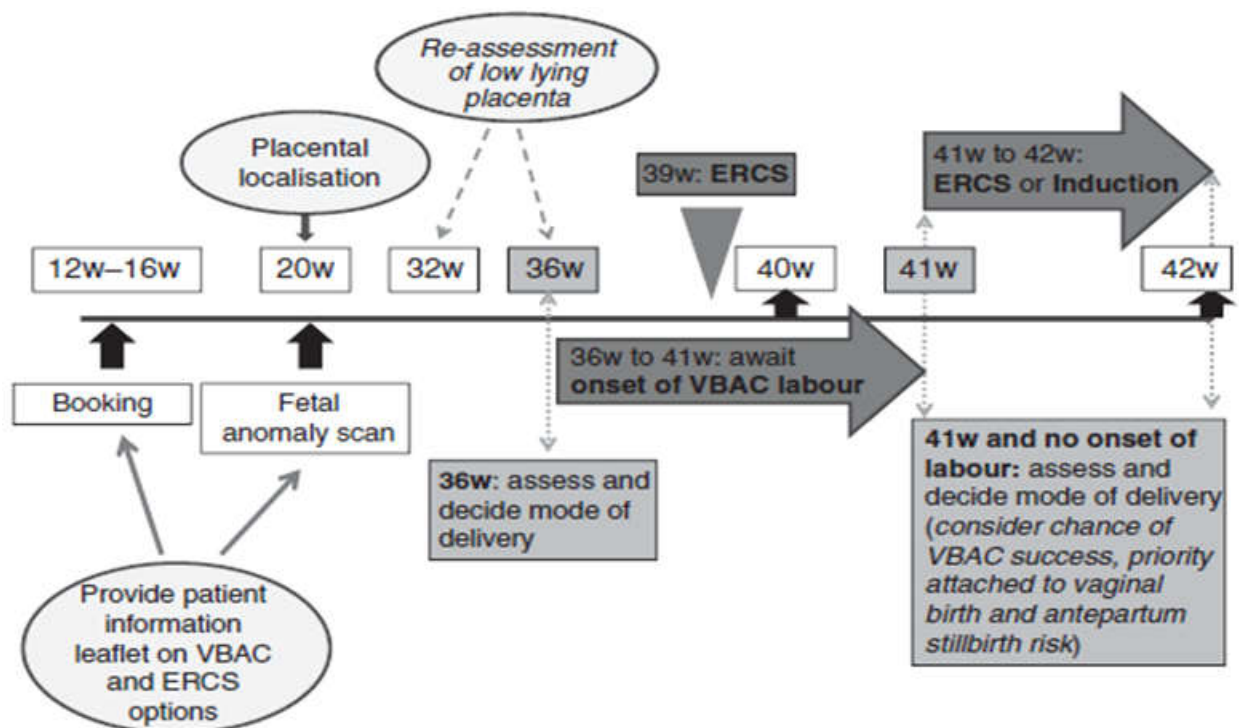 Re-assessment
of low lying
placenta
Placental
localisation
39w: ERCS
41w to 42w:
ERCS or Induction
12w–16w
20w
32w
36w
40w
41w
42w
36w to 41w: await
onset of VBAC labour
Booking
Fetal
anomaly scan
36w: assess and
decide mode of
delivery
41w and no onset of
labour: assess and
decide mode of delivery
(consider chance of
VBAC success, priority
attached to vaginal
birth and antepartum
stillbirth risk)
Provide patient
information
leaflet on VBAC
and ERCS
options